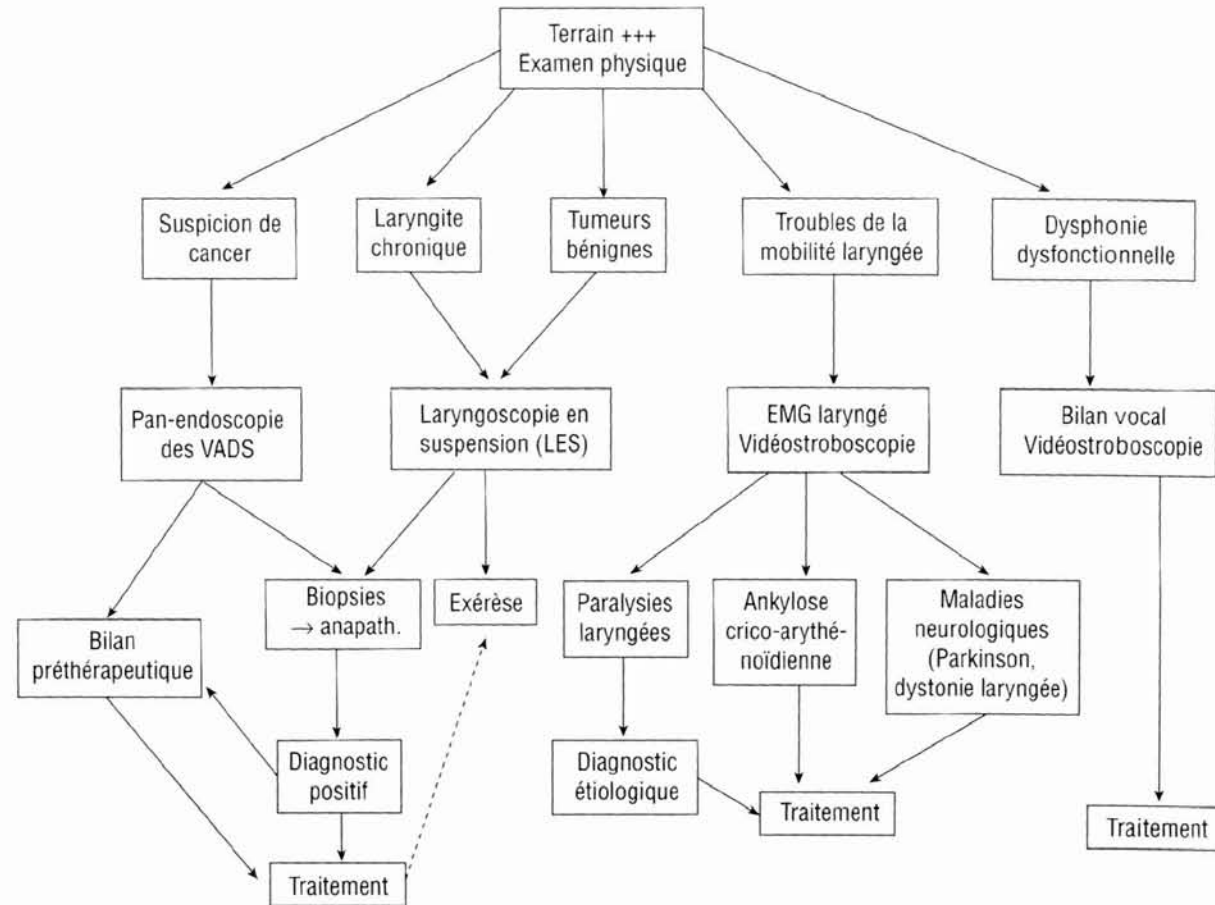 Terrain +++
Examen physique
Suspicion de
cancer
Laryngite
chronique
Tumeurs
bénignes
Troubles de la
mobilité laryngée
Dysphonie
dysfonctionnelle
Pan-endoscopie
des VADS
Laryngoscopie en
suspension (LES)
EMG laryngé
Vidéostroboscopie
Bilan vocal
Vidéostroboscopie
Bilan
préthérapeutique
Biopsies
→ anapath.
Exérèse
Paralysies
laryngées
Ankylose
crico-arythé-
noïdienne
Maladies
neurologiques
(Parkinson,
dystonie laryngée)
Diagnostic
positif
Diagnostic
étiologique
Traitement
Traitement
Traitement